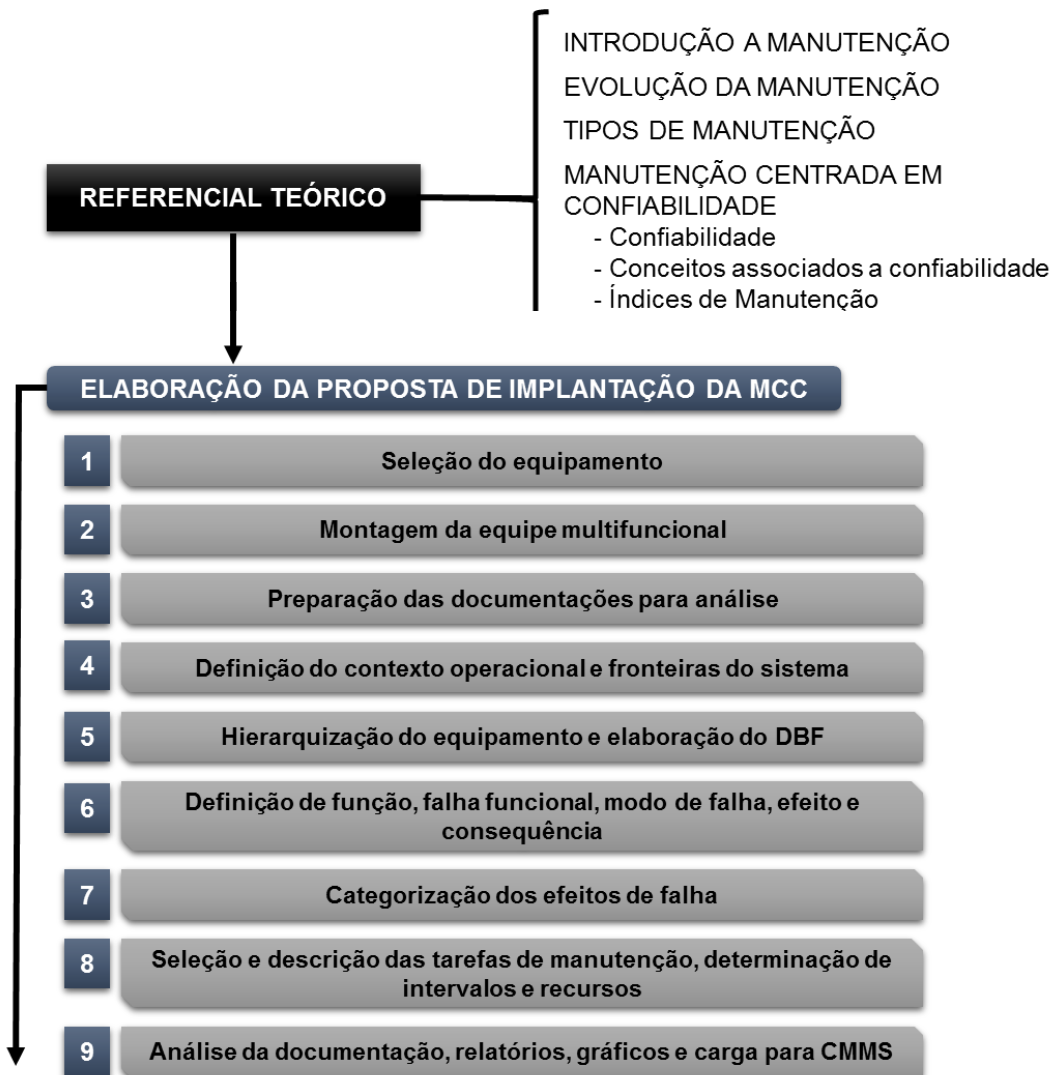 INTRODUÇÃO A MANUTENÇÃO
EVOLUÇÃO DA MANUTENÇÃO
TIPOS DE MANUTENÇÃO
MANUTENÇÃO CENTRADA EM
CONFIABILIDADE
- Confiabilidade
- Conceitos associados a confiabilidade
- Índices de Manutenção
REFERENCIAL TEÓRICO
ELABORAÇÃO DA PROPOSTA DE IMPLANTAÇÃO DA MCC
1 Seleção do equipamento
2 Montagem da equipe multifuncional
3 Preparação das documentações para análise
4 Definição do contexto operacional e fronteiras do sistema
5 Hierarquização do equipamento e elaboração do DBF
6 Definição de função, falha funcional, modo de falha, efeito e
consequência
7 Categorização dos efeitos de falha
8 Seleção e descrição das tarefas de manutenção, determinação de
intervalos e recursos
9 Análise da documentação, relatórios, gráficos e carga para CMMS